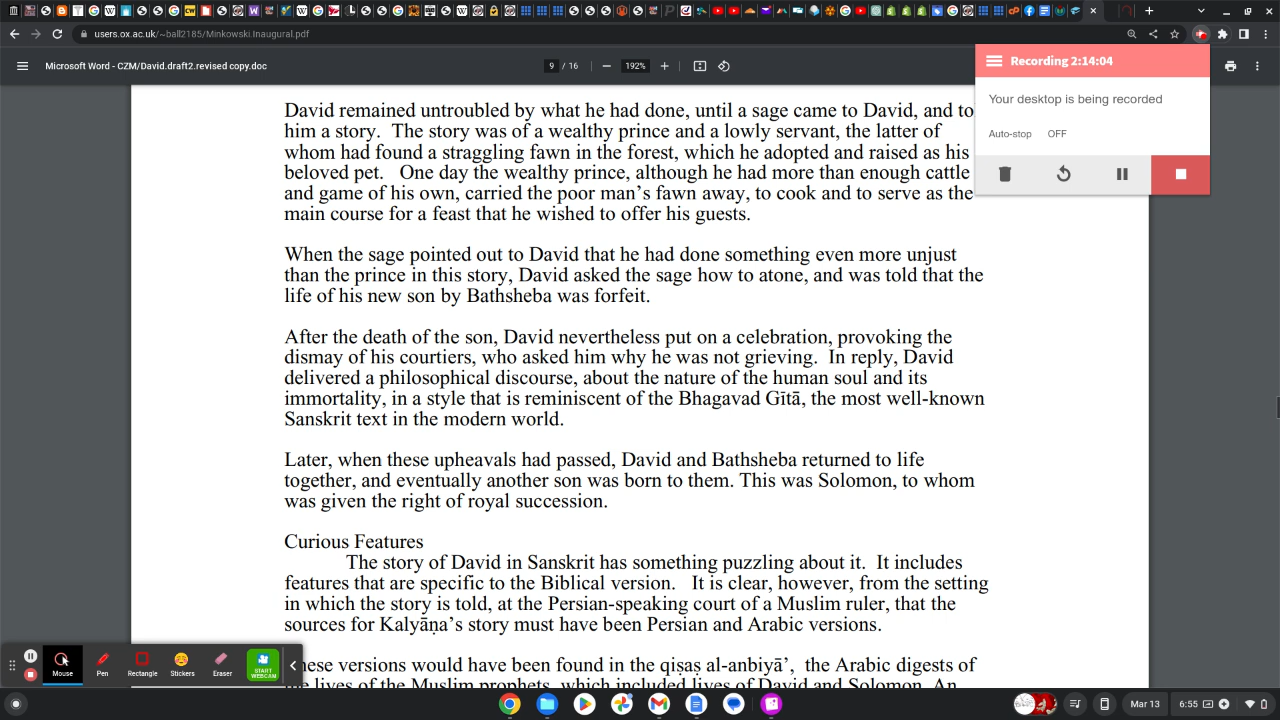 users.ox.ac.uk/~ball2185/Minkowski.Inaugural.pdf
Microsoft Word - CZM/David.draft2.revised copy.doc
9 / 16
192%
Recording 2:14:04
Your desktop is being recorded
Auto-stop OFF
David remained untroubled by what he had done, until a sage came to David, and to
him a story. The story was of a wealthy prince and a lowly servant, the latter of
whom had found a straggling fawn in the forest, which he adopted and raised as his
beloved pet. One day the wealthy prince, although he had more than enough cattle
and game of his own, carried the poor man's fawn away, to cook and to serve as the
main course for a feast that he wished to offer his guests.
When the sage pointed out to David that he had done something even more unjust
than the prince in this story, David asked the sage how to atone, and was told that the
life of his new son by Bathsheba was forfeit.
After the death of the son, David nevertheless put on a celebration, provoking the
dismay of his courtiers, who asked him why he was not grieving. In reply, David
delivered a philosophical discourse, about the nature of the human soul and its
immortality, in a style that is reminiscent of the Bhagavad Gītā, the most well-known
Sanskrit text in the modern world.
Later, when these upheavals had passed, David and Bathsheba returned to life
together, and eventually another son was born to them. This was Solomon, to whom
was given the right of royal succession.
Curious Features
The story of David in Sanskrit has something puzzling about it. It includes
features that are specific to the Biblical version. It is clear, however, from the setting
in which the story is told, at the Persian-speaking court of a Muslim ruler, that the
sources for Kalyāṇa's story must have been Persian and Arabic versions.
hese versions would have been found in the qiṣaṣ al-anbiyā', the Arabic digests of
lives of the Muslim prophets, which included lives of David and Solomon. An
Mouse
Pen
Rectangle
Stickers
Eraser
START
WEBCAM
Mar 13
6:55